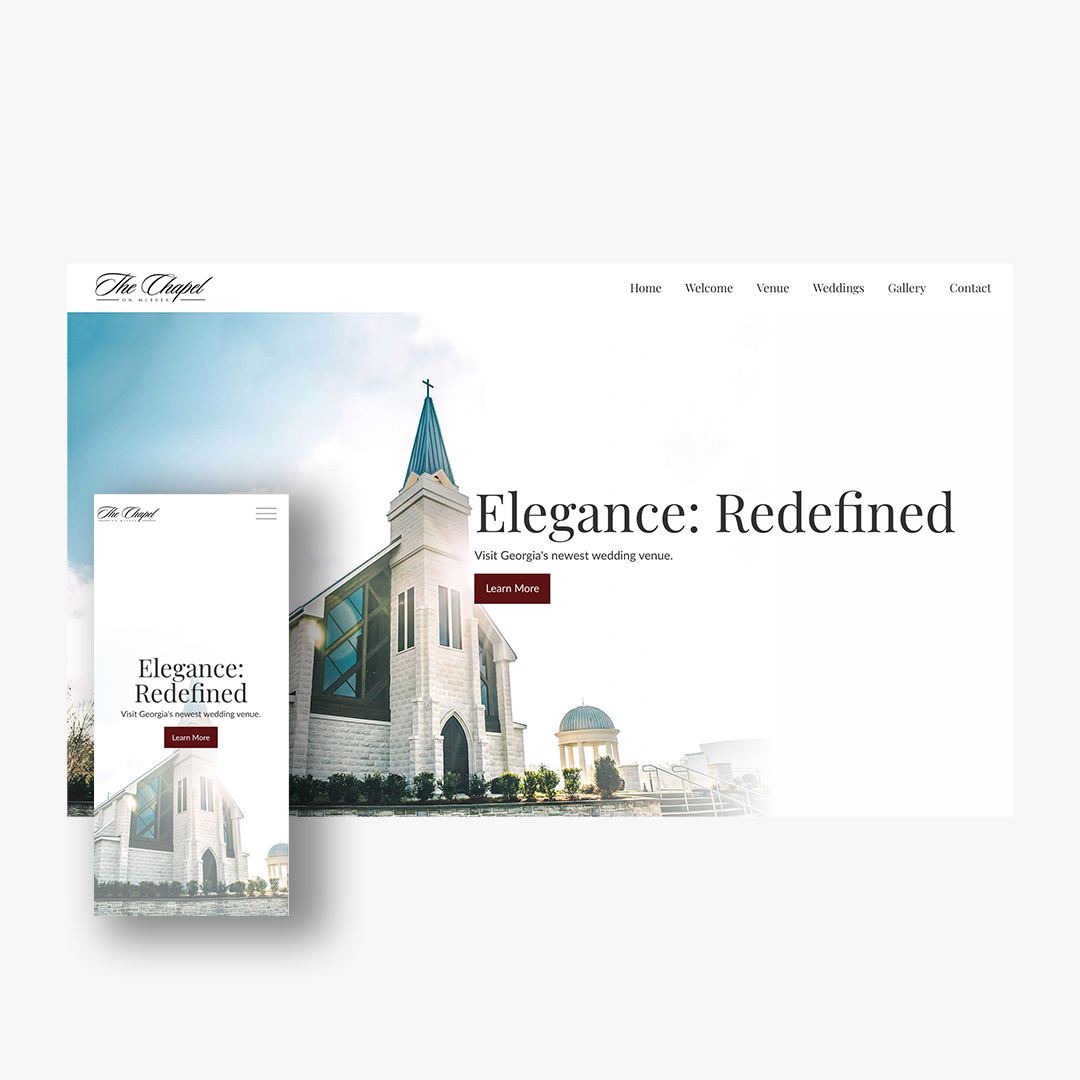 The Chapel
ON McEVER
Home Welcome Venue Weddings Gallery Contact
Elegance: Redefined
Visit Georgia's newest wedding venue.
Learn More
The Chapel
ON McEVER
Elegance:
Redefined
Visit Georgia's newest wedding venue.
Learn More